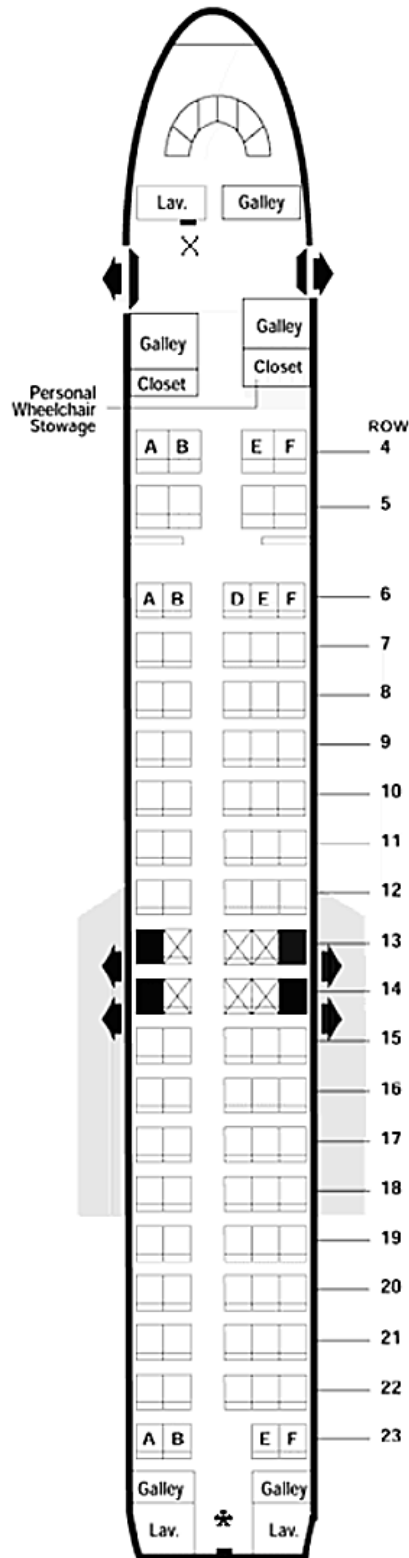 Lav.
Galley
Galley
Galley
Closet
Closet
Personal
Wheelchair
Stowage
ROW
A B E F 4
5
A B D E F 6
7
8
9
10
11
12
13
14
15
16
17
18
19
20
21
22
A B E F 23
Galley Galley
Lav. Lav.